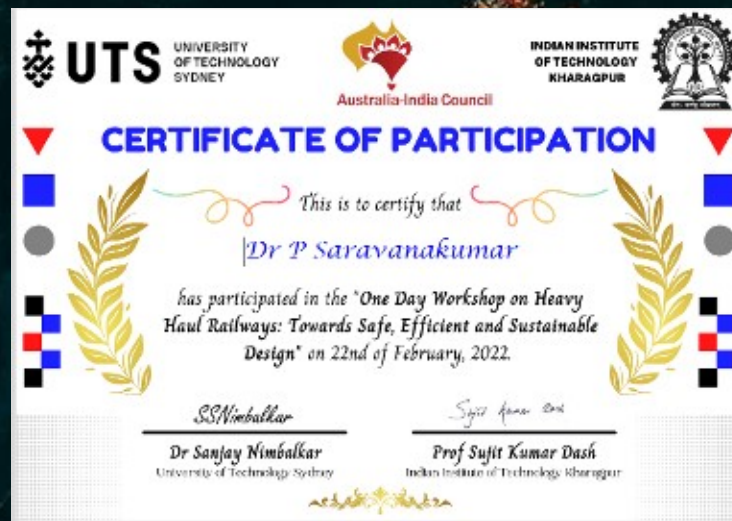 UTS
UNIVERSITY
OF TECHNOLOGY
SYDNEY
Australia-India Council
INDIAN INSTITUTE
OF TECHNOLOGY
KHARAGPUR
CERTIFICATE OF PARTICIPATION
This is to certify that
Dr P Saravanakumar
has participated in the "One Day Workshop on Heavy
Haul Railways: Towards Safe, Efficient and Sustainable
Design" on 22nd of February, 2022.
SSNimbalkar
Sujit Kumar Dash
Dr Sanjay Nimbalkar
University of Technology Sydney
Prof Sujit Kumar Dash
Indian Institute of Technology Kharagpur